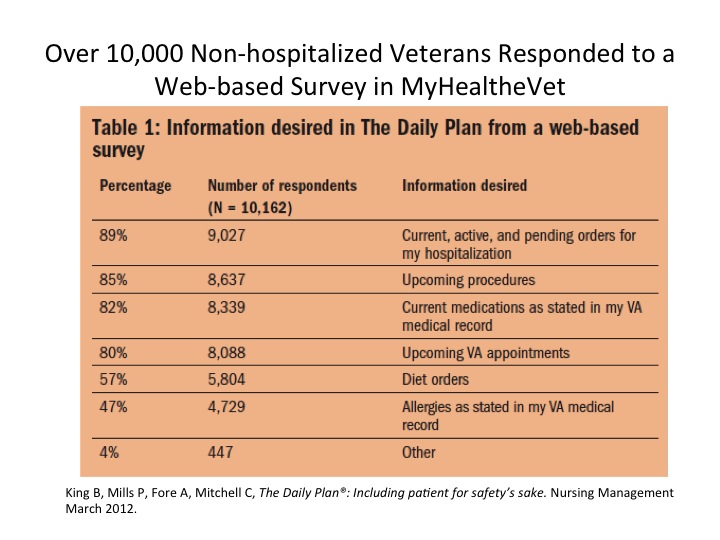 Over 10,000 Non-hospitalized Veterans Responded to a
Web-based Survey in MyHealtheVet
Table 1: Information desired in The Daily Plan from a web-based
survey
Percentage Number of respondents Information desired
(N = 10,162)
89% 9,027 Current, active, and pending orders for
my hospitalization
85% 8,637 Upcoming procedures
82% 8,339 Current medications as stated in my VA
medical record
80% 8,088 Upcoming VA appointments
57% 5,804 Diet orders
47% 4,729 Allergies as stated in my VA medical
record
4% 447 Other
King B, Mills P, Fore A, Mitchell C, The Daily Plan®: Including patient for safety's sake. Nursing Management
March 2012.